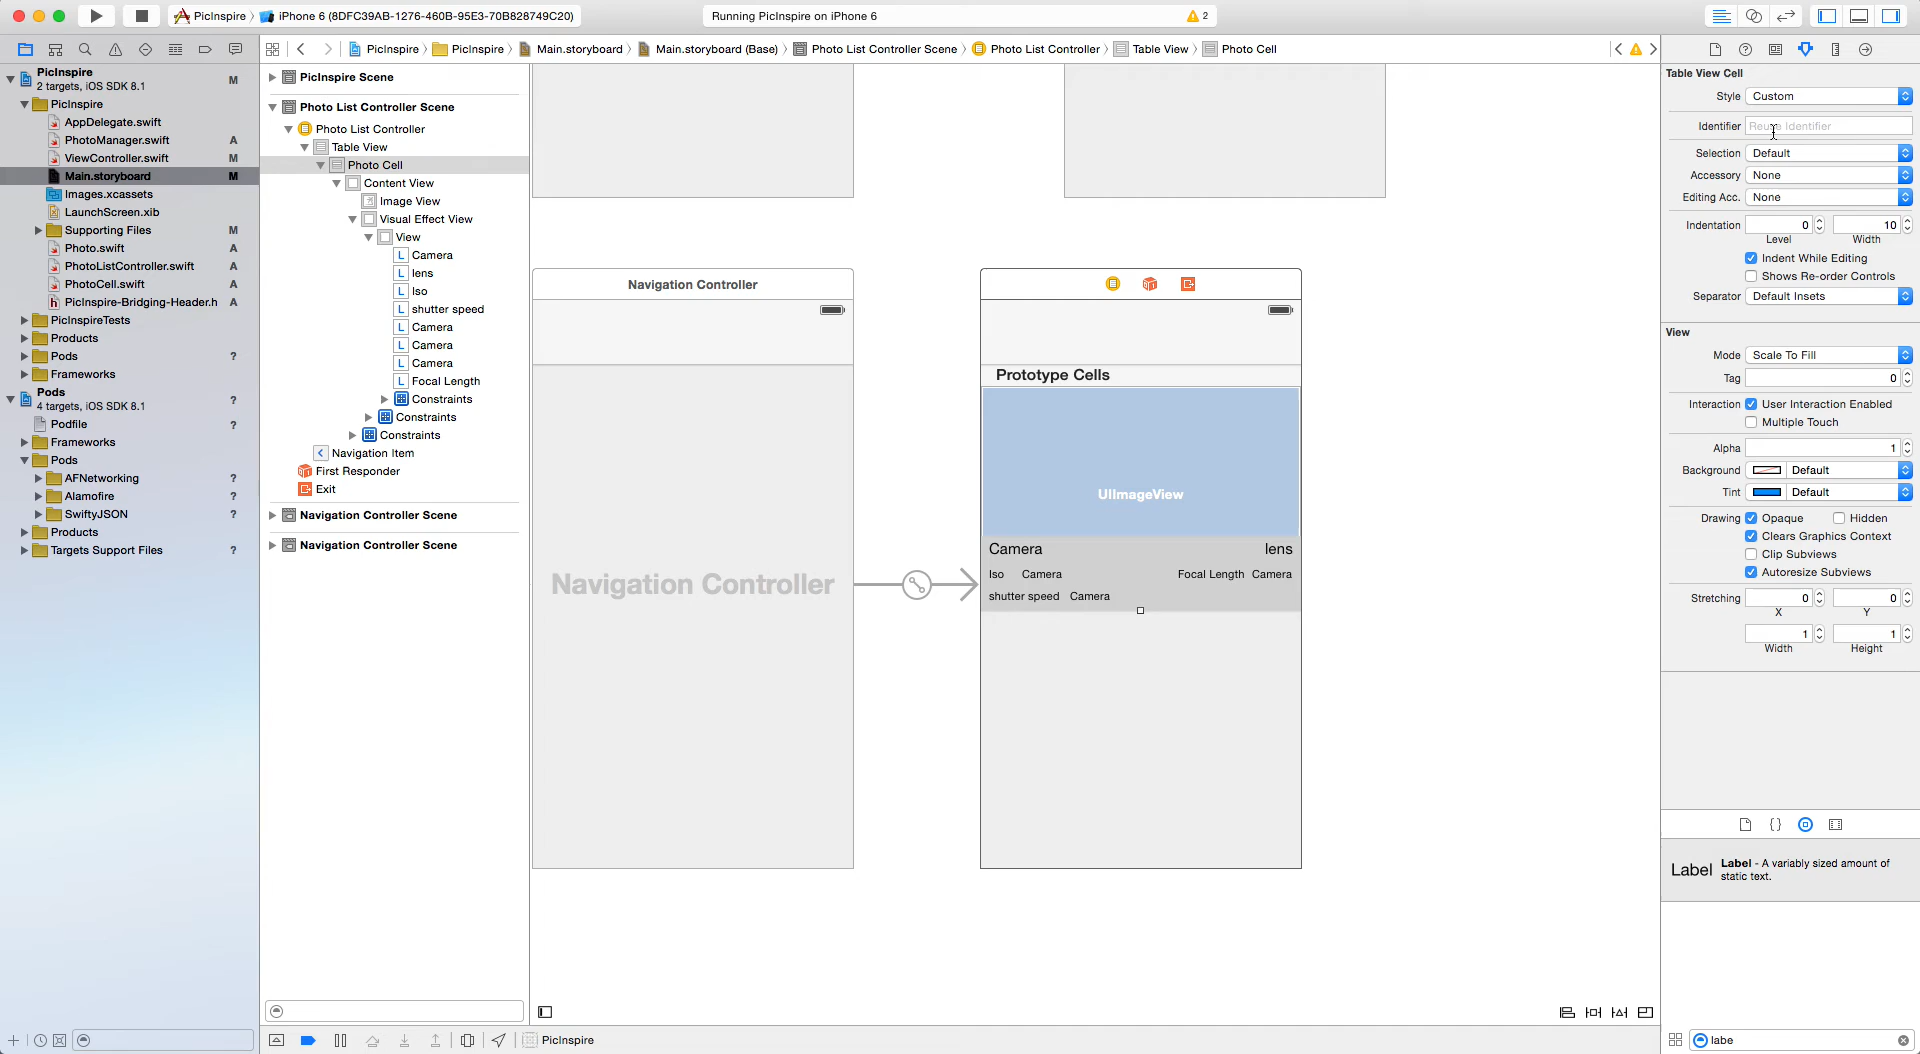 PicInspire
iPhone 6 (8DFC39AB-1276-460B-95E3-70B828749C20)
Running PicInspire on iPhone 6
2
PicInspire
PicInspire
Main.storyboard
Main.storyboard (Base)
Photo List Controller Scene
Photo List Controller
Table View
Photo Cell
PicInspire
2 targets, iOS SDK 8.1
M
PicInspire
AppDelegate.swift
PhotoManager.swift
A
ViewController.swift
M
Main.storyboard
M
Images.xcassets
LaunchScreen.xib
Supporting Files
M
Photo.swift
A
PhotoListController.swift
A
PhotoCell.swift
A
PicInspire-Bridging-Header.h
A
PicInspireTests
Products
Pods
?
Frameworks
Pods
?
4 targets, iOS SDK 8.1
Podfile
?
Frameworks
?
Pods
?
AFNetworking
?
Alamofire
?
SwiftyJSON
?
Products
?
Targets Support Files
?
PicInspire Scene
Photo List Controller Scene
Photo List Controller
Table View
Photo Cell
Content View
Image View
Visual Effect View
View
L Camera
L lens
L Iso
L shutter speed
L Camera
L Camera
L Camera
L Focal Length
Constraints
Constraints
Constraints
Navigation Item
First Responder
Exit
Navigation Controller Scene
Navigation Controller Scene
Navigation Controller
Navigation Controller
Prototype Cells
UIImageView
Camera
lens
Iso
Camera
Focal Length
Camera
shutter speed
Camera
PicInspire
Table View Cell
Style
Custom
Identifier
Reuse Identifier
Selection
Default
Accessory
None
Editing Acc.
None
Indentation
0
10
Level
Width
Indent While Editing
Shows Re-order Controls
Separator
Default Insets
View
Mode
Scale To Fill
Tag
0
Interaction
User Interaction Enabled
Multiple Touch
Alpha
1
Background
Default
Tint
Default
Drawing
Opaque
Hidden
Clears Graphics Context
Clip Subviews
Autoresize Subviews
Stretching
0
0
X
Y
1
1
Width
Height
{}
Label
Label - A variably sized amount of
static text.
labe